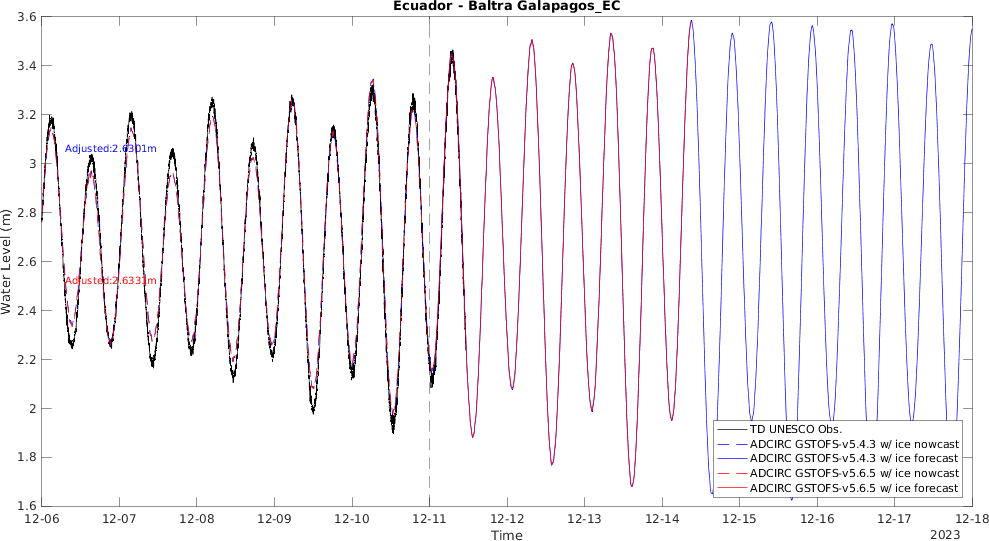 Ecuador - Baltra Galapagos_EC
3.6
3.4
3.2
3
2.8
2.6
2.4
2.2
2
1.8
1.6
Water Level (m)
Adjusted:2.6301m
Adjusted:2.6331m
TD UNESCO Obs.
ADCIRC GSTOFS-v5.4.3 w/ ice nowcast
ADCIRC GSTOFS-v5.4.3 w/ ice forecast
ADCIRC GSTOFS-v5.6.5 w/ ice nowcast
ADCIRC GSTOFS-v5.6.5 w/ ice forecast
12-06 12-07 12-08 12-09 12-10 12-11 12-12 12-13 12-14 12-15 12-16 12-17 12-18
Time
2023